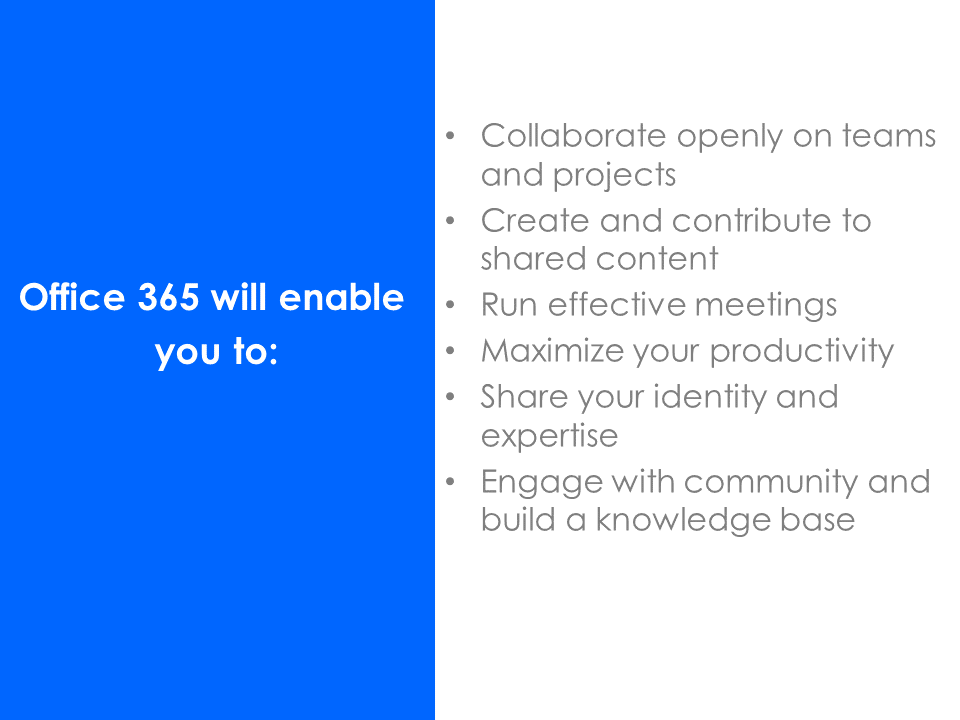 Office 365 will enable
you to:
• Collaborate openly on teams
and projects
• Create and contribute to
shared content
• Run effective meetings
• Maximize your productivity
• Share your identity and
expertise
• Engage with community and
build a knowledge base